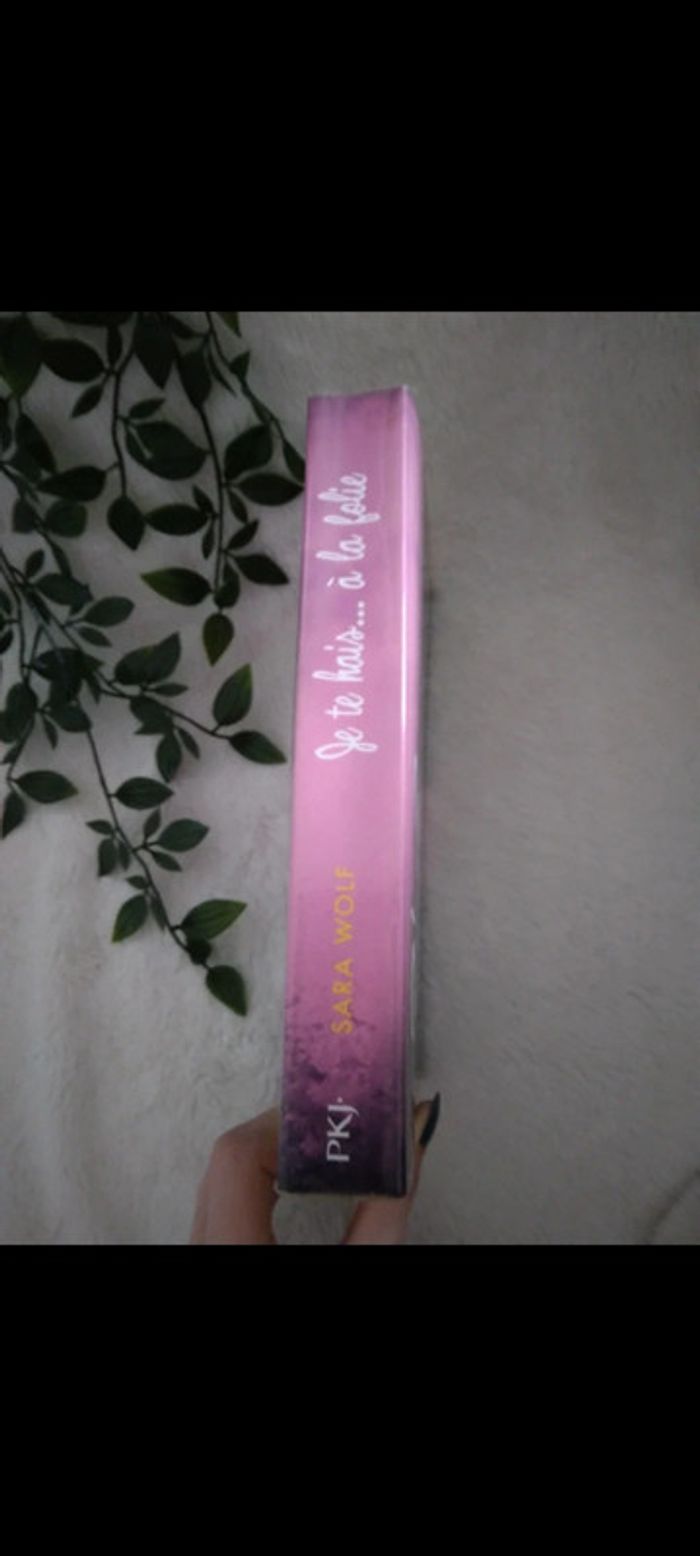 Je te hais... à la folie
SARA WOLF
PKJ.